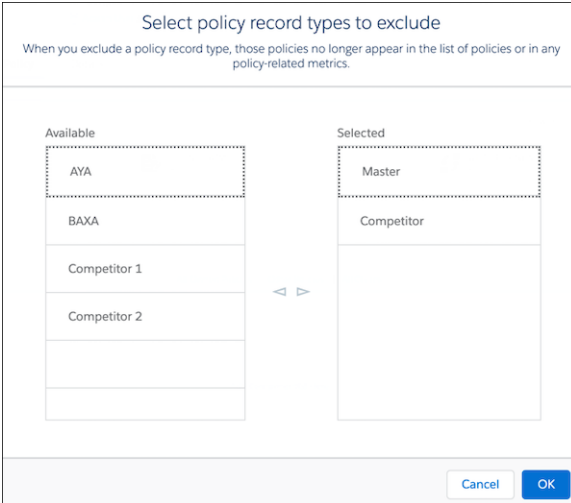 Select policy record types to exclude
When you exclude a policy record type, those policies no longer appear in the list of policies or in any
policy-related metrics.
Available
Selected
AYA
Master
BAXA
Competitor
Competitor 1
Competitor 2
Cancel
OK